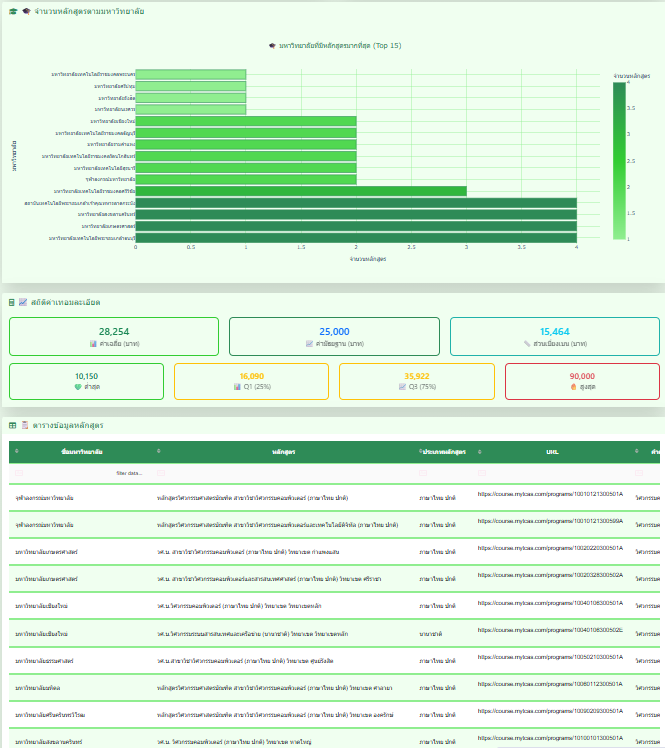 จำนวนหลักสูตรตามมหาวิทยาลัย
มหาวิทยาลัยที่มีหลักสูตรมากที่สุด (Top 15)
จำนวนหลักสูตร
มหาวิทยาลัย
มหาวิทยาลัยเทคโนโลยีราชมงคลพระนคร
มหาวิทยาลัยศรีปทุม
มหาวิทยาลัยรังสิต
มหาวิทยาลัยนเรศวร
มหาวิทยาลัยเชียงใหม่
มหาวิทยาลัยเทคโนโลยีราชมงคลธัญบุรี
มหาวิทยาลัยรามคำแหง
มหาวิทยาลัยเทคโนโลยีราชมงคลรัตนโกสินทร์
มหาวิทยาลัยเทคโนโลยีสุรนารี
จุฬาลงกรณ์มหาวิทยาลัย
มหาวิทยาลัยเทคโนโลยีราชมงคลศรีวิชัย
สถาบันเทคโนโลยีพระจอมเกล้าเจ้าคุณทหารลาดกระบัง
มหาวิทยาลัยสงขลานครินทร์
มหาวิทยาลัยเกษตรศาสตร์
มหาวิทยาลัยเทคโนโลยีพระจอมเกล้าธนบุรี
0 0.5 1 1.5 2 2.5 3 3.5 4
จำนวนหลักสูตร
4
3.5
3
2.5
2
1.5
1
สถิติค่าเทอมละเอียด
28,254
ค่าเฉลี่ย (บาท)
25,000
ค่ามัธยฐาน (บาท)
15,464
ส่วนเบี่ยงเบน (บาท)
10,150
ต่ำสุด
16,090
Q1 (25%)
35,922
Q3 (75%)
90,000
สูงสุด
ตารางข้อมูลหลักสูตร
ชื่อมหาวิทยาลัย หลักสูตร ประเภทหลักสูตร URL
filter data...
จุฬาลงกรณ์มหาวิทยาลัย หลักสูตรวิศวกรรมศาสตรบัณฑิต สาขาวิชาวิศวกรรมคอมพิวเตอร์ (ภาษาไทย ปกติ) ภาษาไทย ปกติ https://course.mytcas.com/programs/10010121300501A วิศวกรรมค
จุฬาลงกรณ์มหาวิทยาลัย หลักสูตรวิศวกรรมศาสตรบัณฑิต สาขาวิชาวิศวกรรมคอมพิวเตอร์และเทคโนโลยีดิจิทัล (ภาษาไทย ปกติ) ภาษาไทย ปกติ https://course.mytcas.com/programs/10010121300599A วิศวกรรมค
มหาวิทยาลัยเกษตรศาสตร์ วศ.บ. สาขาวิชาวิศวกรรมคอมพิวเตอร์ (ภาษาไทย ปกติ) วิทยาเขต กำแพงแสน ภาษาไทย ปกติ https://course.mytcas.com/programs/10020220300501A วิศวกรรมค
มหาวิทยาลัยเกษตรศาสตร์ วศ.บ. สาขาวิชาวิศวกรรมคอมพิวเตอร์และสารสนเทศศาสตร์ (ภาษาไทย ปกติ) วิทยาเขต ศรีราชา ภาษาไทย ปกติ https://course.mytcas.com/programs/10020328300502A วิศวกรรมค
มหาวิทยาลัยเชียงใหม่ วศ.บ.วิศวกรรมคอมพิวเตอร์ (ภาษาไทย ปกติ) วิทยาเขต วิทยาเขตหลัก ภาษาไทย ปกติ https://course.mytcas.com/programs/10040106300501A วิศวกรรมค
มหาวิทยาลัยเชียงใหม่ วศ.บ.วิศวกรรมระบบสารสนเทศและเครือข่าย (นานาชาติ) วิทยาเขต วิทยาเขตหลัก นานาชาติ https://course.mytcas.com/programs/10040106300502E วิศวกรรมค
มหาวิทยาลัยธรรมศาสตร์ วศ.บ.สาขาวิชาวิศวกรรมคอมพิวเตอร์ (ภาษาไทย ปกติ) วิทยาเขต ศูนย์รังสิต ภาษาไทย ปกติ https://course.mytcas.com/programs/10050210300501A วิศวกรรมค
มหาวิทยาลัยมหิดล หลักสูตรวิศวกรรมศาสตรบัณฑิต สาขาวิชาวิศวกรรมคอมพิวเตอร์ (ภาษาไทย ปกติ) วิทยาเขต ศาลายา ภาษาไทย ปกติ https://course.mytcas.com/programs/10080112300501A วิศวกรรมค
มหาวิทยาลัยศรีนครินทรวิโรฒ หลักสูตรวิศวกรรมศาสตรบัณฑิต สาขาวิชาวิศวกรรมคอมพิวเตอร์ (ภาษาไทย ปกติ) วิทยาเขต องครักษ์ ภาษาไทย ปกติ https://course.mytcas.com/programs/10090209300501A วิศวกรรมค
มหาวิทยาลัยสงขลานครินทร์ วศ.บ. วิศวกรรมคอมพิวเตอร์ (ภาษาไทย ปกติ) วิทยาเขต หาดใหญ่ ภาษาไทย ปกติ https://course.mytcas.com/programs/10100101300501A วิศวกรรมค